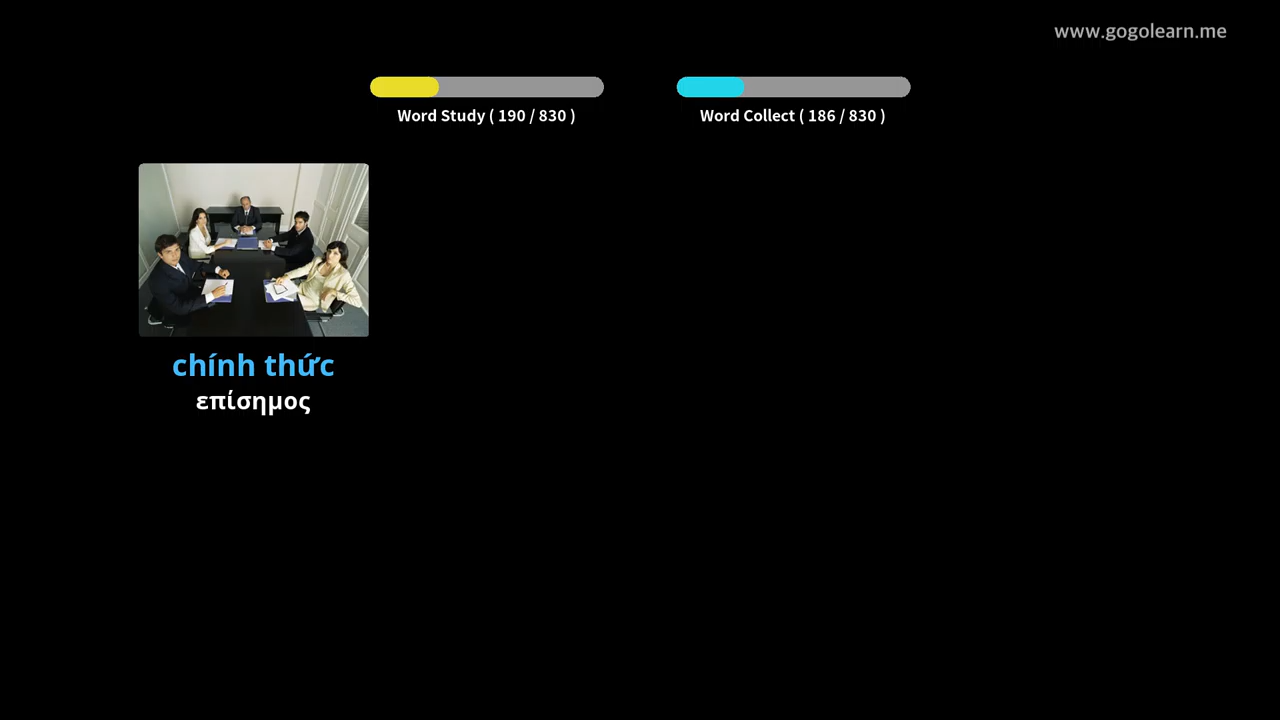 www.gogolearn.me
Word Study ( 190 / 830 )
Word Collect ( 186 / 830 )
chính thức
επίσημος